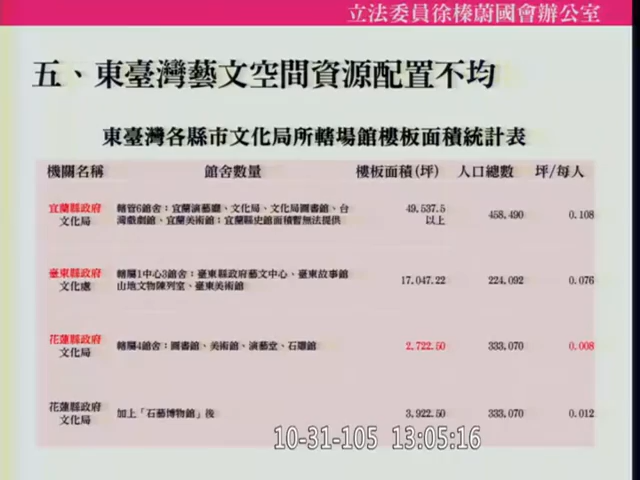 立法委員徐榛蔚國會辦公室
五、東臺灣藝文空間資源配置不均
東臺灣各縣市文化局所轄場館樓板面積統計表
機關名稱 館舍數量 樓板面積(坪) 人口總數 坪/每人
宜蘭縣政府
文化局
轄管6館舍：宜蘭演藝廳、文化局、文化局圖書館、台
灣戲劇館、宜蘭美術館；宜蘭縣史館面積暫無法提供
49,537.5
以上
458,490 0.108
臺東縣政府
文化處
轄屬1中心3館舍：臺東縣政府藝文中心、臺東故事館
山地文物陳列室、臺東美術館
17,047.22 224,092 0.076
花蓮縣政府
文化局
轄屬4館舍：圖書館、美術館、演藝堂、石雕館
2,722.50 333,070 0.008
花蓮縣政府
文化局
加上「石藝博物館」後
3,922.50 333,070 0.012
10-31-105 13:05:16